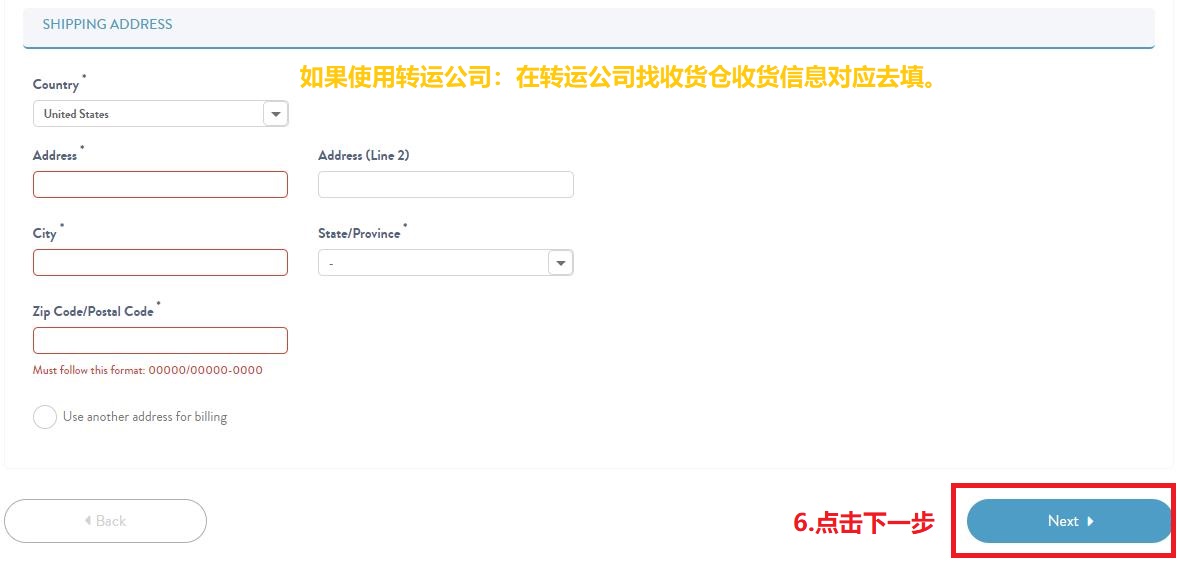 SHIPPING ADDRESS
如果使用转运公司：在转运公司找收货仓收货信息对应去填。
Country *
United States
Address *
Address (Line 2)
City *
State/Province *
-
Zip Code/Postal Code *
Must follow this format: 00000/00000-0000
Use another address for billing
Back
6.点击下一步
Next